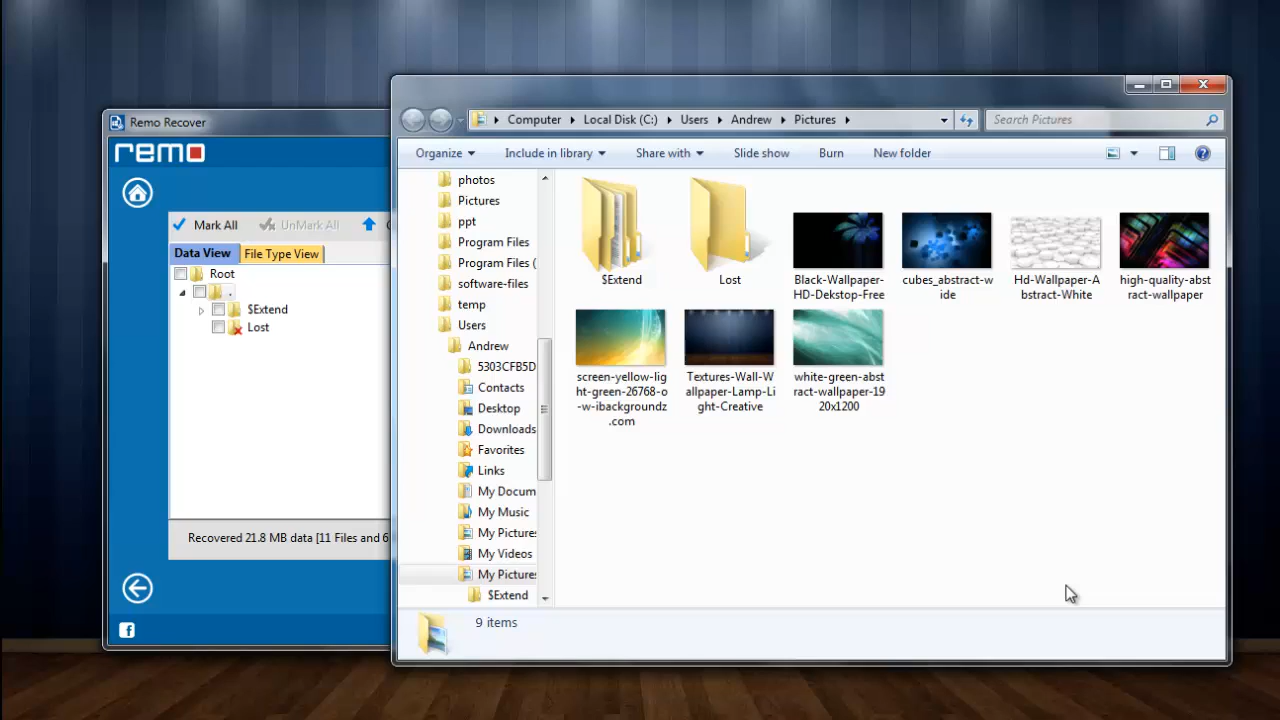 Remo Recover
remo
Mark All
UnMark All
Data View
File Type View
Root
.
$Extend
Lost
Recovered 21.8 MB data [11 Files and 6
Computer
Local Disk (C:)
Users
Andrew
Pictures
Search Pictures
Organize
Include in library
Share with
Slide show
Burn
New folder
photos
Pictures
ppt
Program Files
Program Files (
software-files
temp
Users
Andrew
5303CFB5D
Contacts
Desktop
Downloads
Favorites
Links
My Docum
My Music
My Pictures
My Videos
My Pictures
$Extend
$Extend
Lost
Black-Wallpaper-
HD-Dekstop-Free
cubes_abstract-w
ide
Hd-Wallpaper-A
bstract-White
high-quality-abst
ract-wallpaper
screen-yellow-lig
ht-green-26768-o
-w-ibackgroundz
.com
Textures-Wall-W
allpaper-Lamp-Li
ght-Creative
white-green-abst
ract-wallpaper-19
20x1200
9 items